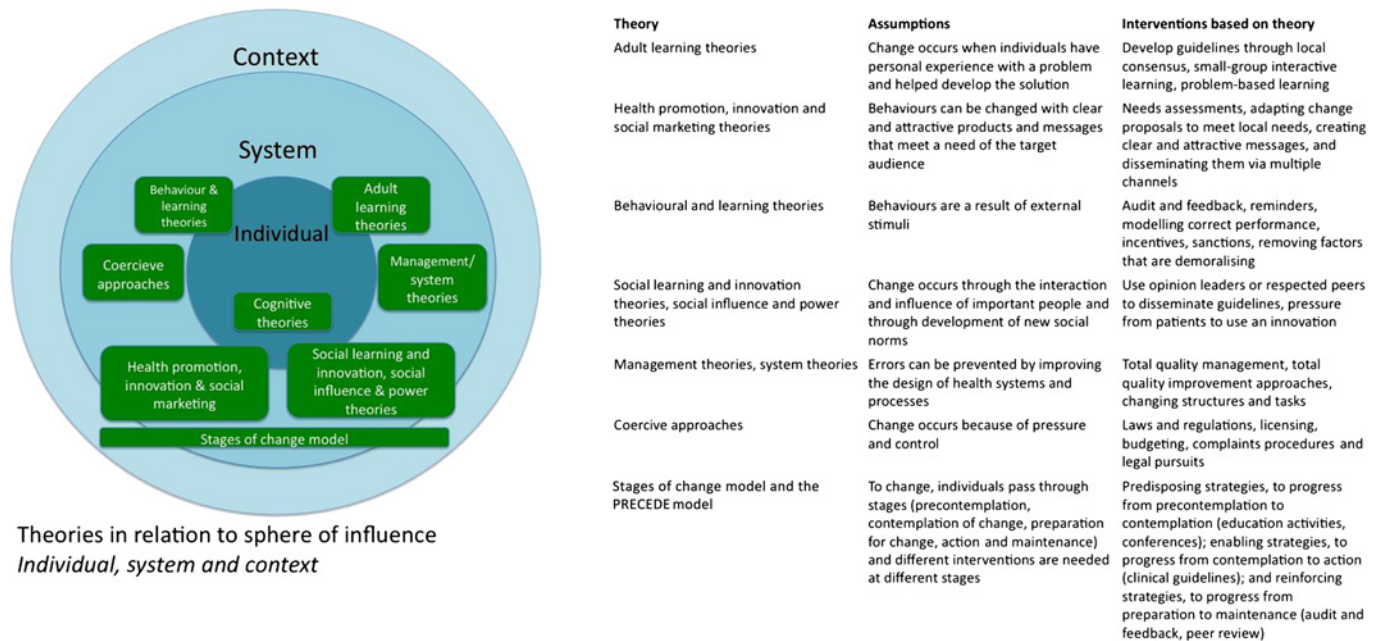 Context
System
Behaviour &
learning
theories
Adult
learning
theories
Individual
Coercieve
approaches
Management/
system
theories
Cognitive
theories
Health promotion,
innovation & social
marketing
Social learning and
innovation, social
influence & power
theories
Stages of change model
Theories in relation to sphere of influence
Individual, system and context
Theory
Assumptions
Interventions based on theory
Adult learning theories
Change occurs when individuals have
personal experience with a problem
and helped develop the solution
Develop guidelines through local
consensus, small-group interactive
learning, problem-based learning
Health promotion, innovation and
social marketing theories
Behaviours can be changed with clear
and attractive products and messages
that meet a need of the target
audience
Needs assessments, adapting change
proposals to meet local needs, creating
clear and attractive messages, and
disseminating them via multiple
channels
Behavioural and learning theories
Behaviours are a result of external
stimuli
Audit and feedback, reminders,
modelling correct performance,
incentives, sanctions, removing factors
that are demoralising
Social learning and innovation
theories, social influence and power
theories
Change occurs through the interaction
and influence of important people and
through development of new social
norms
Use opinion leaders or respected peers
to disseminate guidelines, pressure
from patients to use an innovation
Management theories, system theories
Errors can be prevented by improving
the design of health systems and
processes
Total quality management, total
quality improvement approaches,
changing structures and tasks
Coercive approaches
Change occurs because of pressure
and control
Laws and regulations, licensing,
budgeting, complaints procedures and
legal pursuits
Stages of change model and the
PRECEDE model
To change, individuals pass through
stages (precontemplation,
contemplation of change, preparation
for change, action and maintenance)
and different interventions are needed
at different stages
Predisposing strategies, to progress
from precontemplation to
contemplation (education activities,
conferences); enabling strategies, to
progress from contemplation to action
(clinical guidelines); and reinforcing
strategies, to progress from
preparation to maintenance (audit and
feedback, peer review)